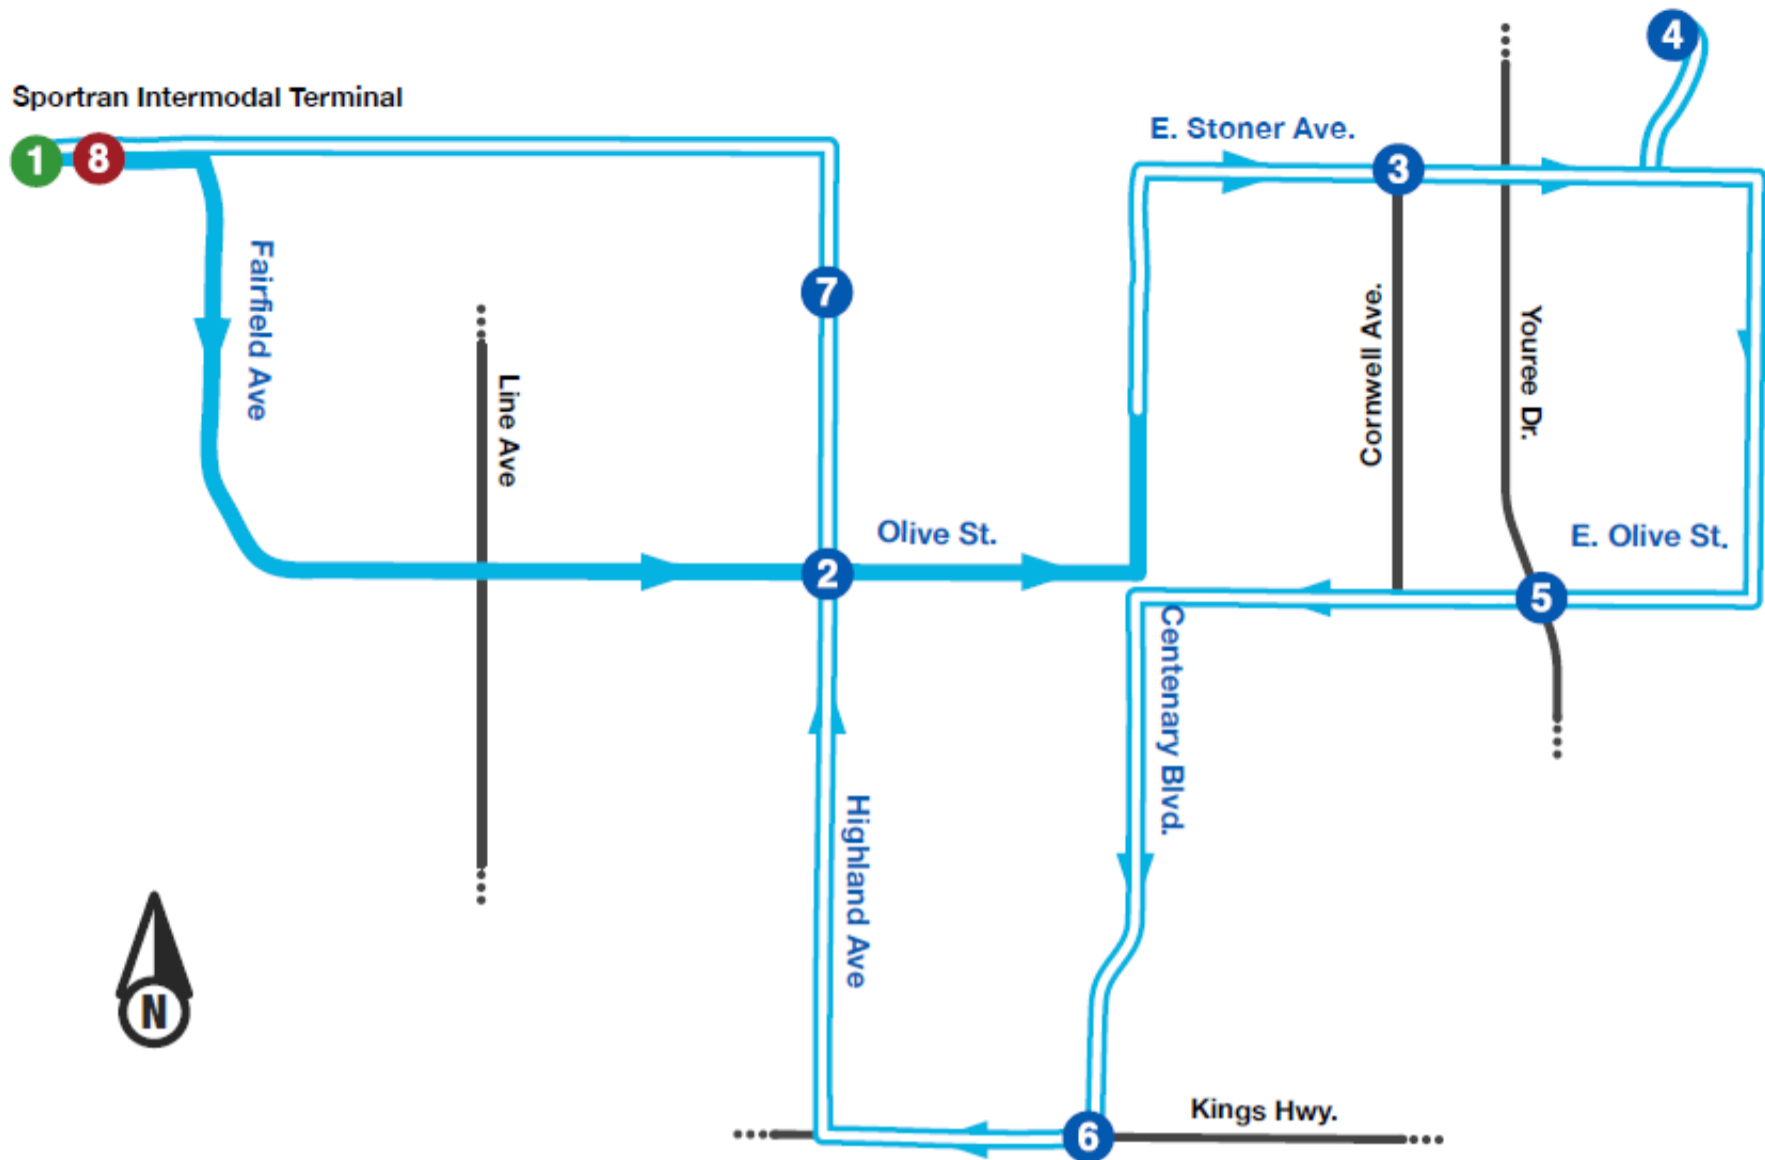 4
Sportran Intermodal Terminal
E. Stoner Ave.
1
8
3
Fairfield Ave
7
Line Ave
Cornwell Ave.
Youree Dr.
Olive St.
E. Olive St.
2
5
Centenary Blvd.
Highland Ave
N
Kings Hwy.
6